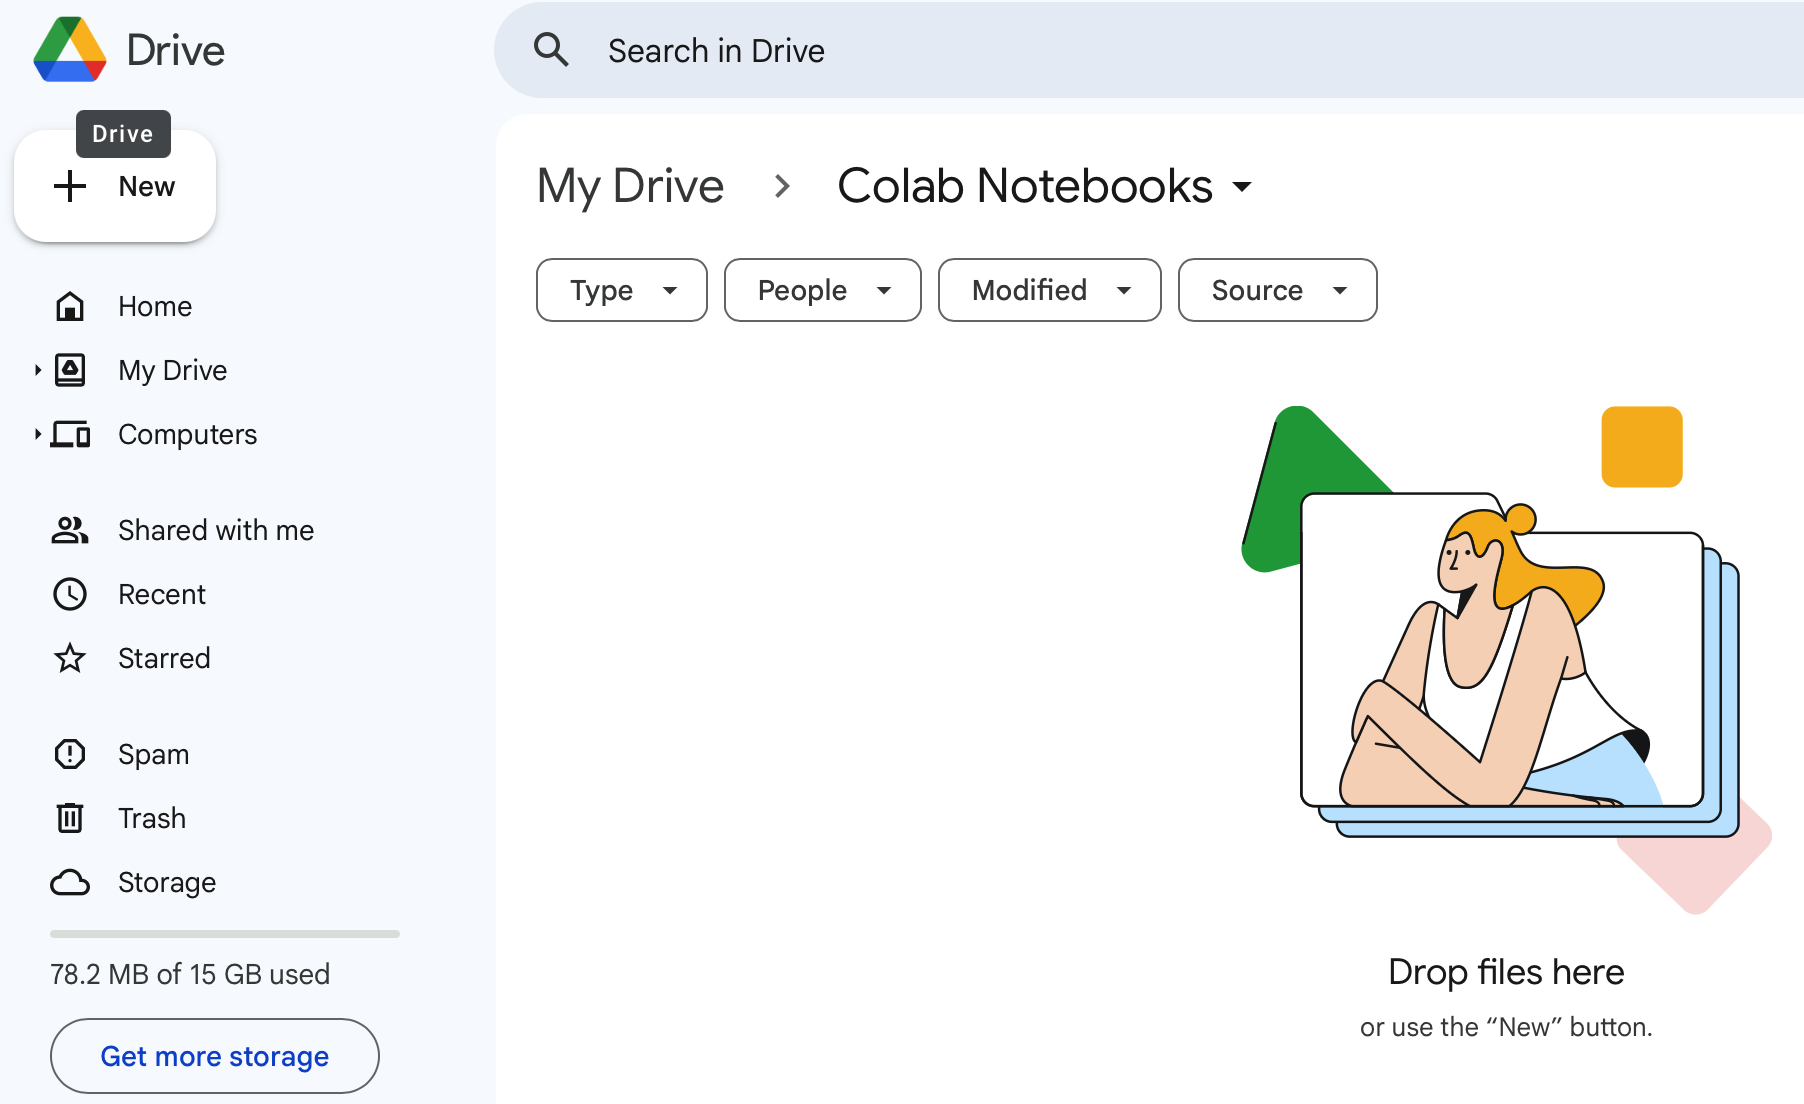 Drive
Search in Drive
Drive
New
My Drive > Colab Notebooks
Type
People
Modified
Source
Home
My Drive
Computers
Shared with me
Recent
Starred
Spam
Trash
Storage
78.2 MB of 15 GB used
Get more storage
Drop files here
or use the “New” button.